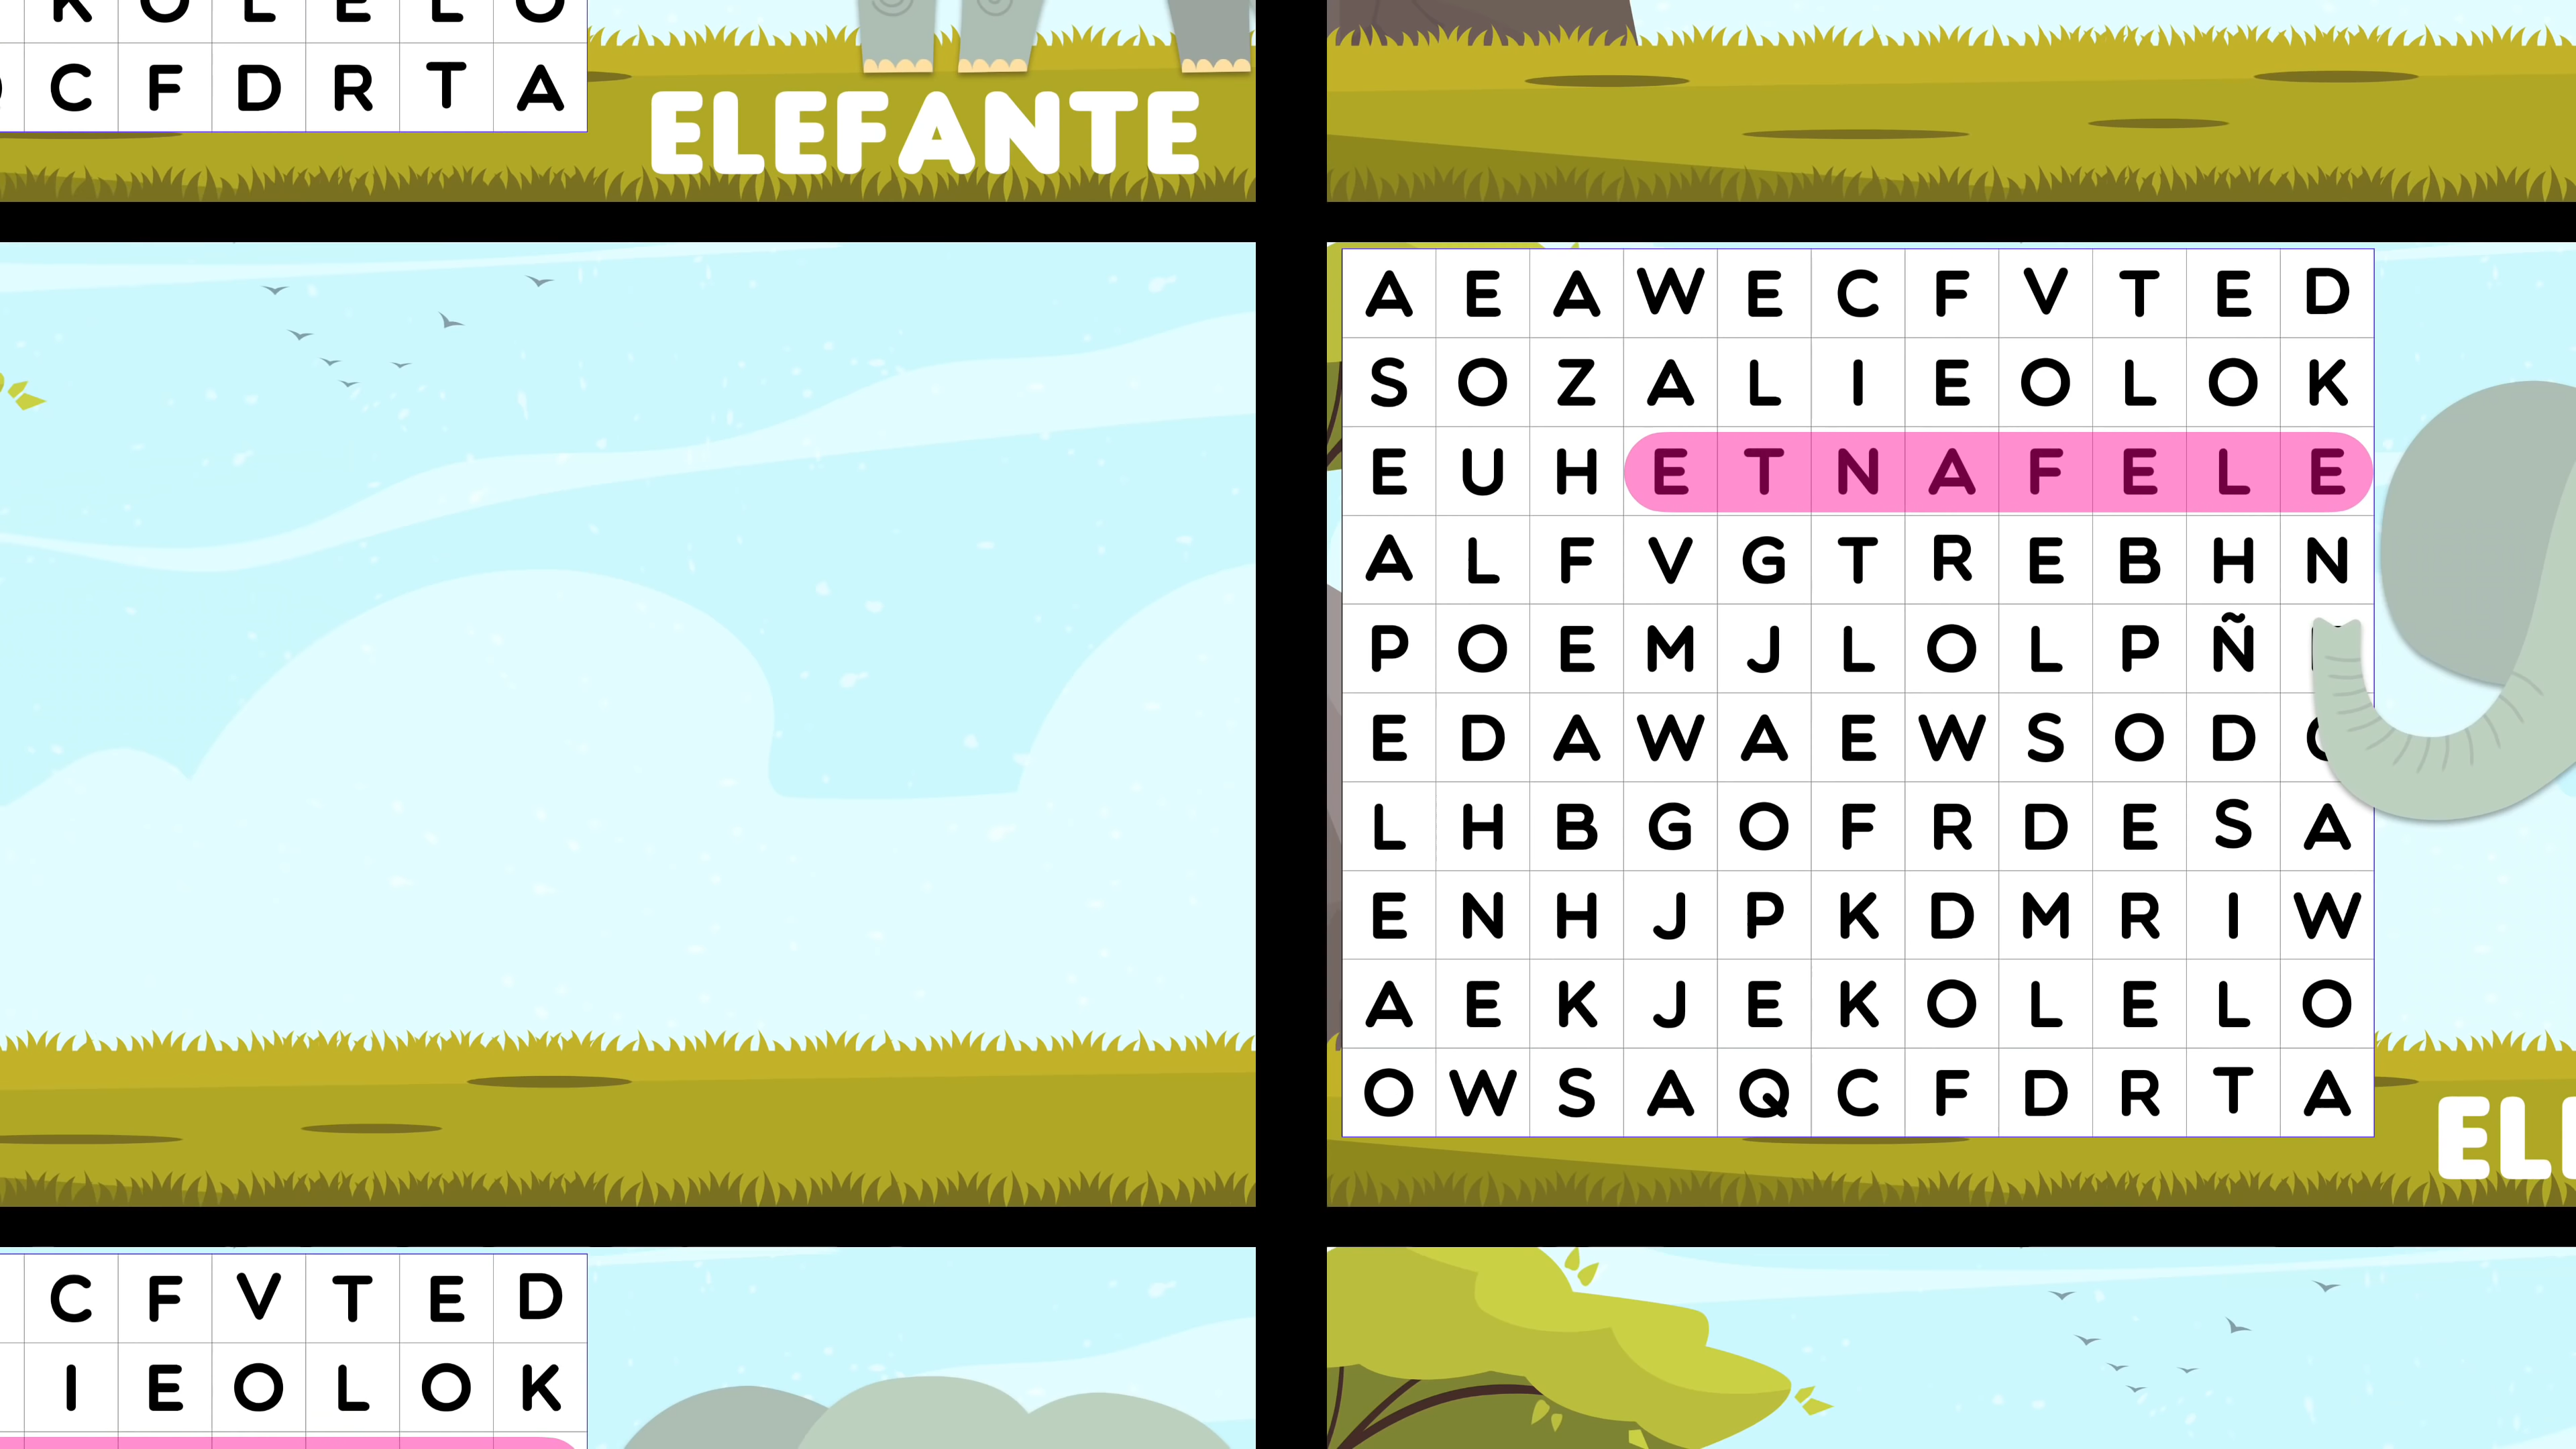 K O L E L O
C F D R T A
ELEFANTE
A E A W E C F V T E D
S O Z A L I E O L O K
E U H E T N A F E L E
A L F V G T R E B H N
P O E M J L O L P Ñ
E D A W A E W S O D
L H B G O F R D E S A
E N H J P K D M R I W
A E K J E K O L E L O
O W S A Q C F D R T A
C F V T E D
I E O L O K